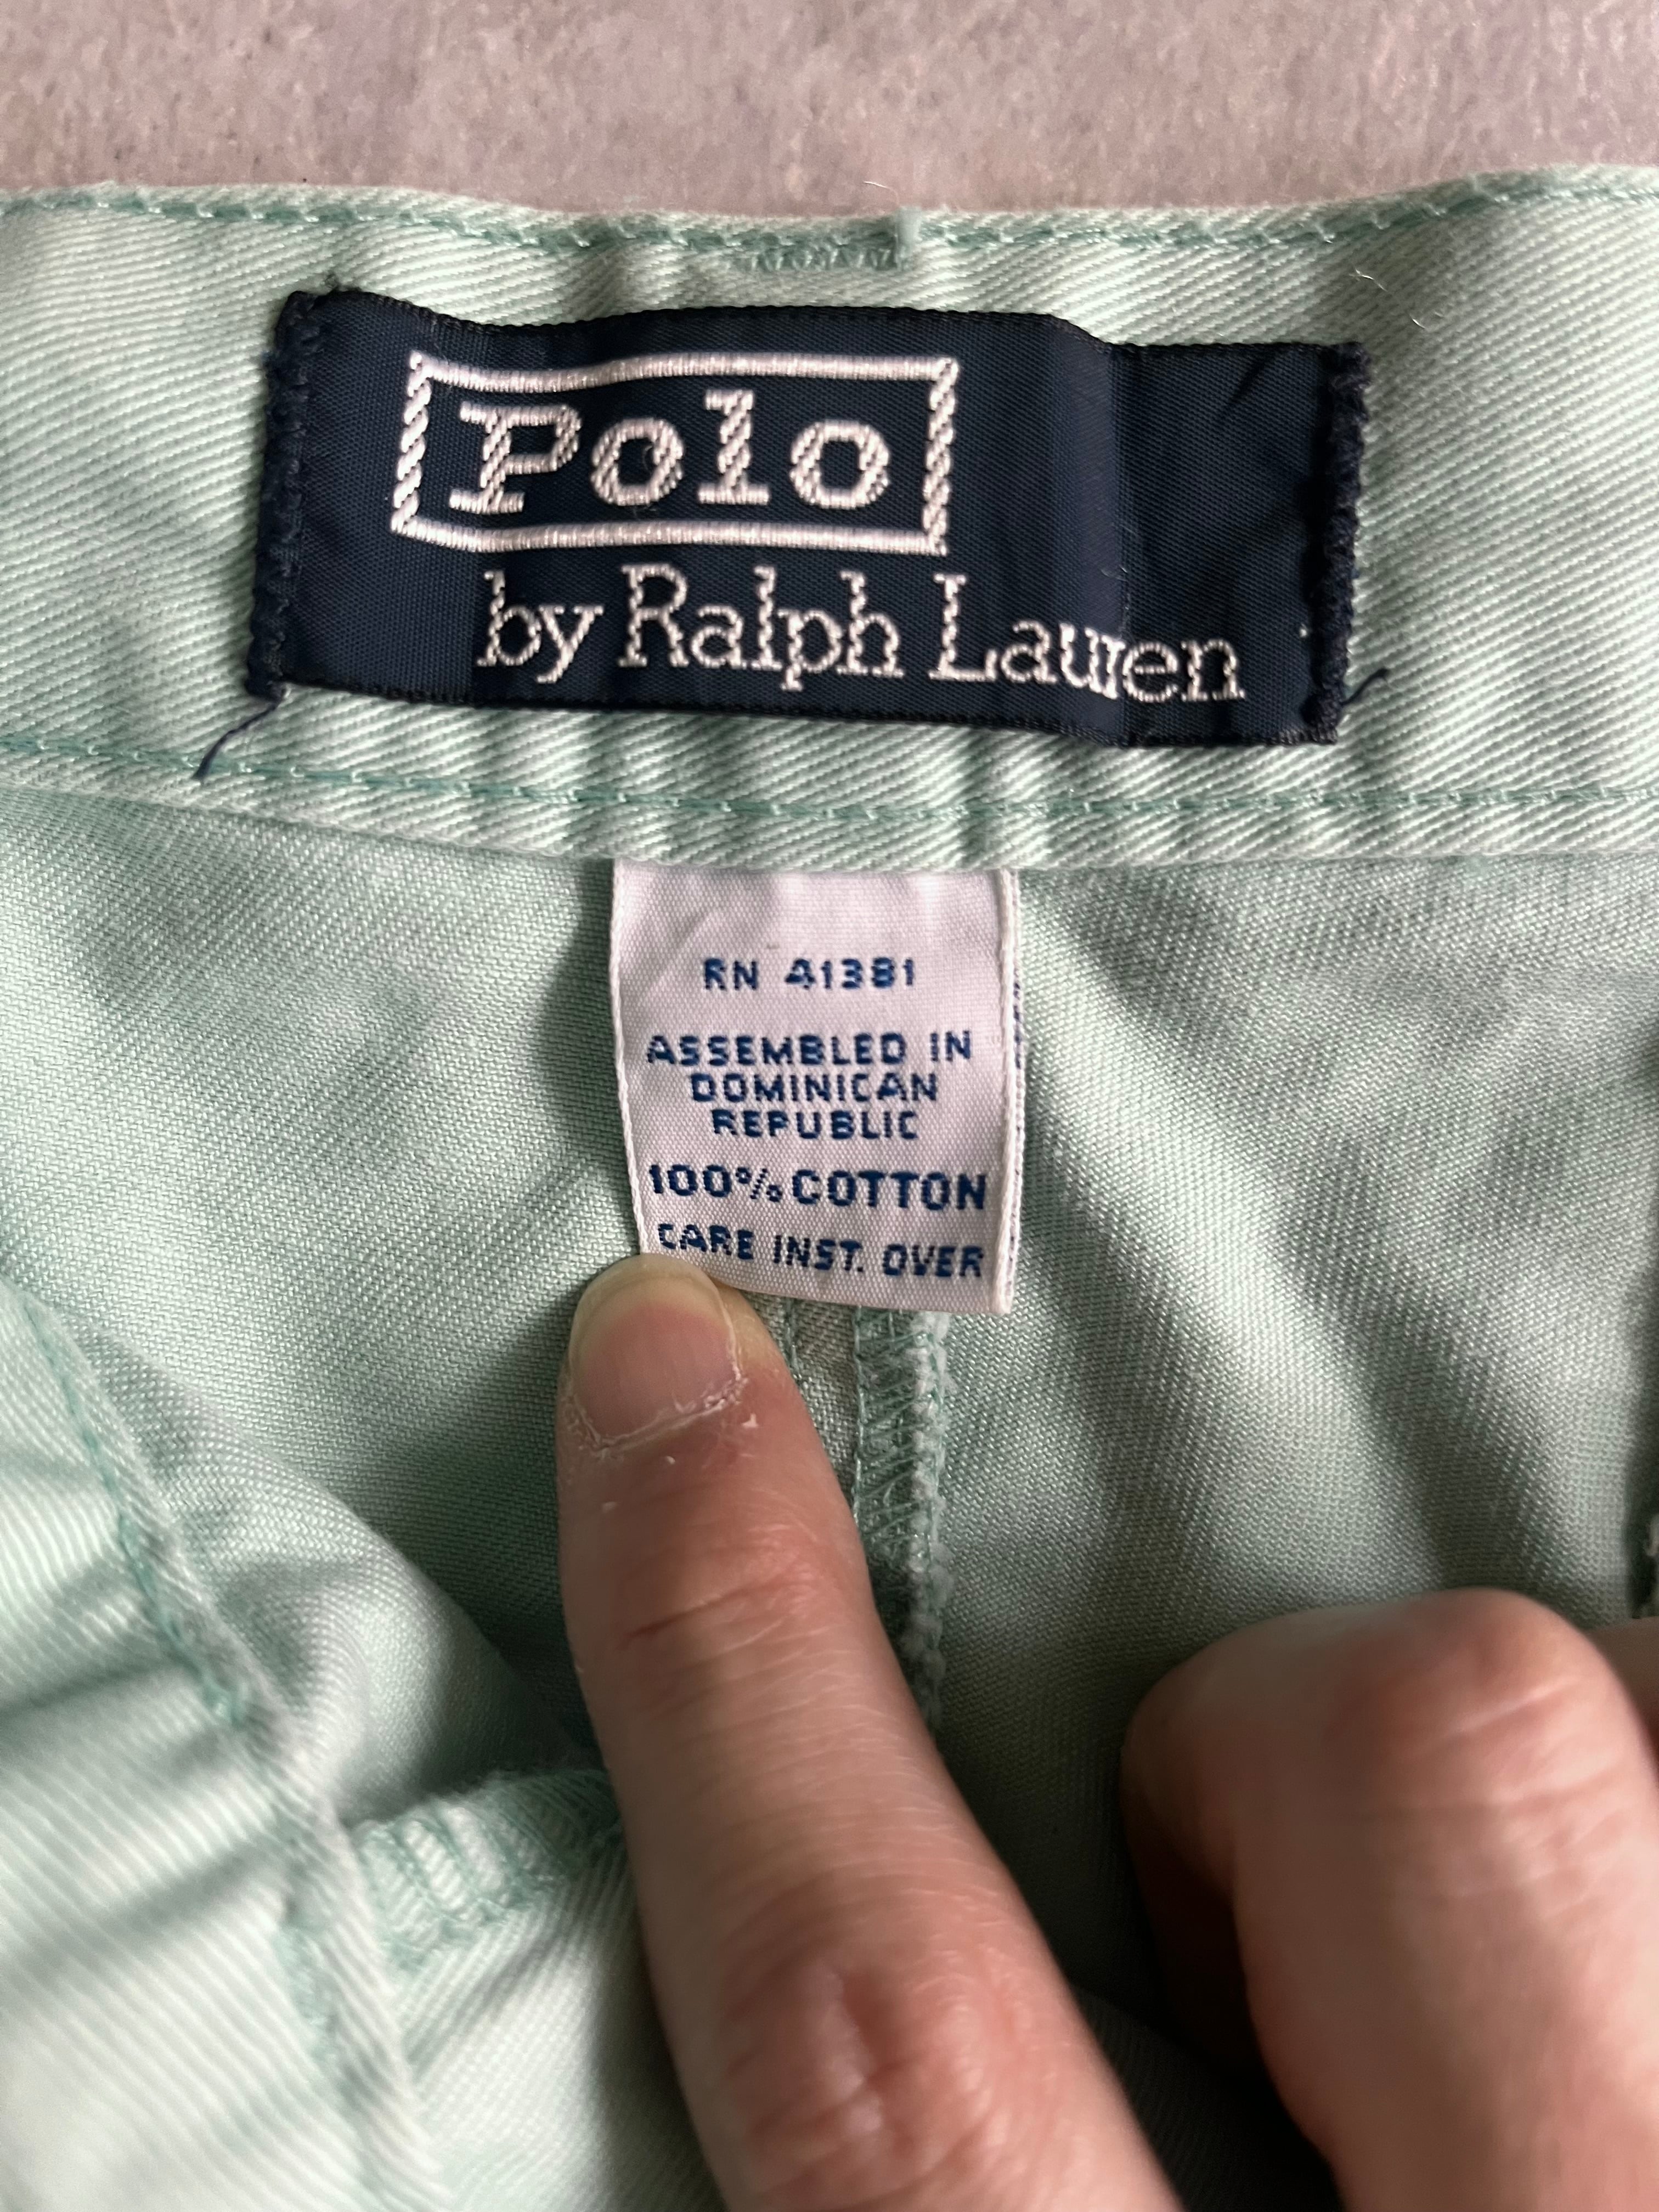 Polo
by Ralph Lauren
RN 41381
ASSEMBLED IN
DOMINICAN
REPUBLIC
100% COTTON
CARE INST. OVER